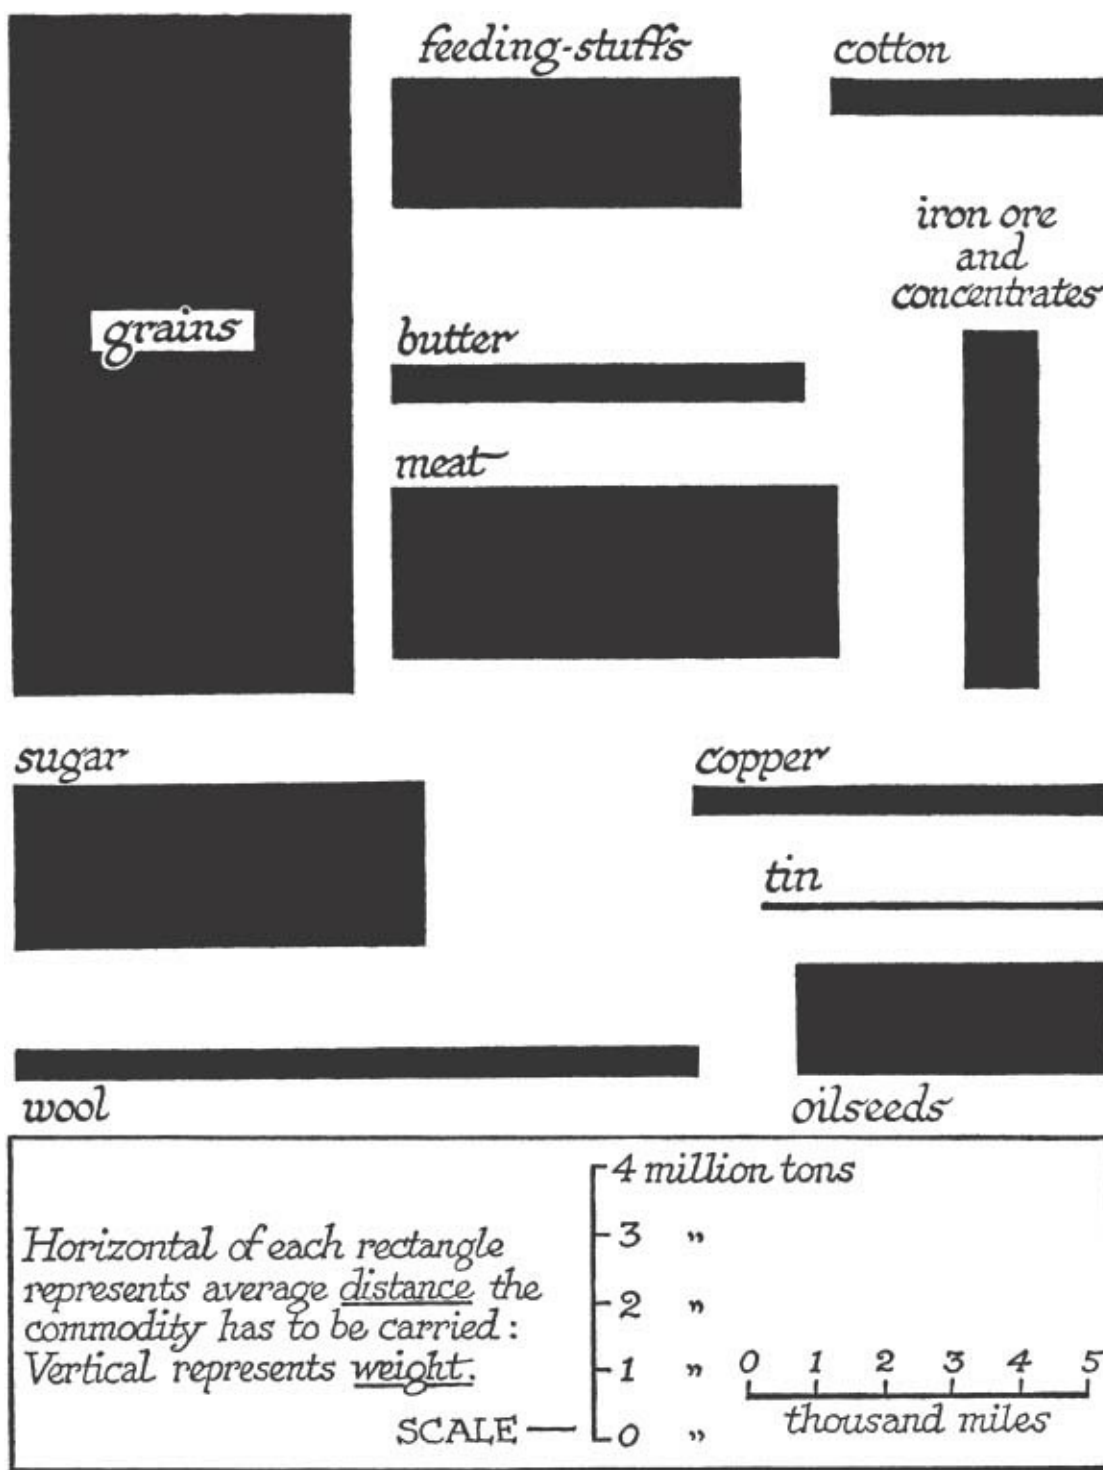 feeding-stuffs
cotton
iron ore
and
concentrates
grains
butter
meat
sugar
copper
tin
wool
oilseeds
Horizontal of each rectangle
represents average distance the
commodity has to be carried:
Vertical represents weight.
SCALE —
4 million tons
3 „
2 „
1 „
0 „
0 1 2 3 4 5
thousand miles